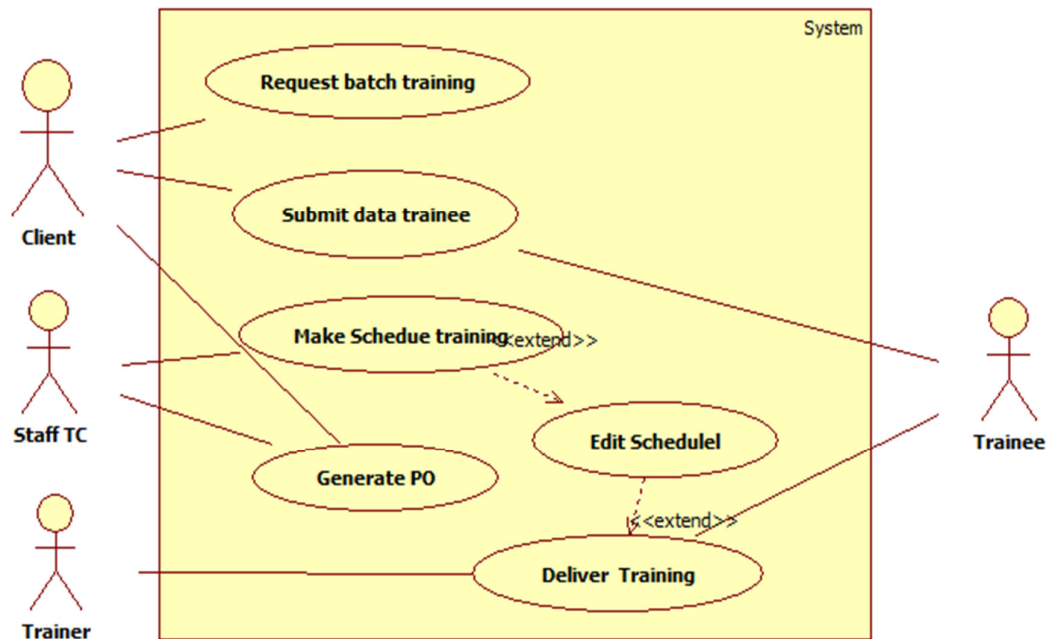 System
Request batch training
Client
Submit data trainee
Make Schedue training
<<extend>>
Staff TC
Edit Schedulel
Trainee
Generate PO
<<extend>>
Deliver Training
Trainer